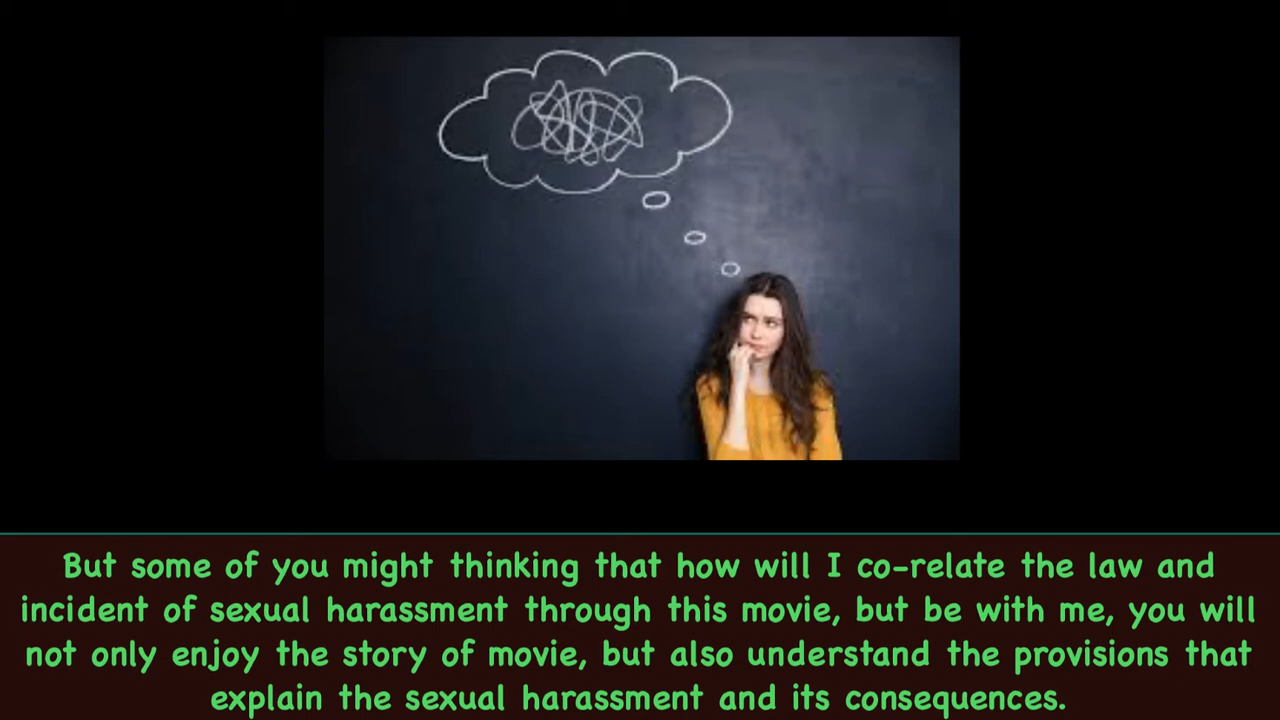 But some of you might thinking that how will I co-relate the law and
incident of sexual harassment through this movie, but be with me, you will
not only enjoy the story of movie, but also understand the provisions that
explain the sexual harassment and its consequences.